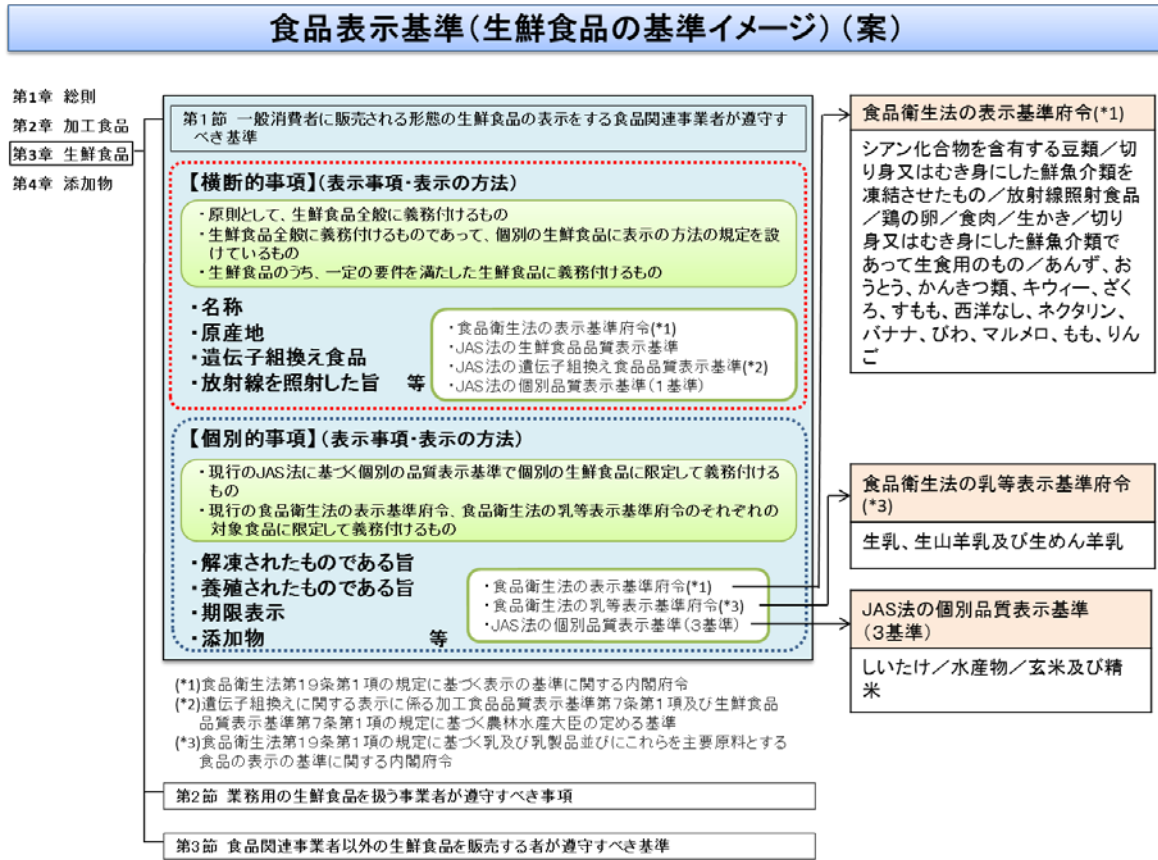 食品表示基準(生鮮食品の基準イメージ)(案)
第1章 総則
第2章 加工食品
第3章 生鮮食品
第4章 添加物
第1節 一般消費者に販売される形態の生鮮食品の表示をする食品関連事業者が遵守す
べき基準
【横断的事項】(表示事項・表示の方法)
・原則として、生鮮食品全般に義務付けるもの
・生鮮食品全般に義務付けるものであって、個別の生鮮食品に表示の方法の規定を設
けているもの
・生鮮食品のうち、一定の要件を満たした生鮮食品に義務付けるもの
・名称
・原産地
・遺伝子組換え食品
・放射線を照射した旨 等
・食品衛生法の表示基準府令(*1)
・JAS法の生鮮食品品質表示基準
・JAS法の遺伝子組換え食品品質表示基準(*2)
・JAS法の個別品質表示基準(1基準)
【個別的事項】(表示事項・表示の方法)
・現行のJAS法に基づく個別の品質表示基準で個別の生鮮食品に限定して義務付ける
もの
・現行の食品衛生法の表示基準府令、食品衛生法の乳等表示基準府令のそれぞれの
対象食品に限定して義務付けるもの
・解凍されたものである旨
・養殖されたものである旨
・期限表示
・添加物 等
・食品衛生法の表示基準府令(*1)
・食品衛生法の乳等表示基準府令(*3)
・JAS法の個別品質表示基準(3基準)
(*1)食品衛生法第19条第1項の規定に基づく表示の基準に関する内閣府令
(*2)遺伝子組換えに関する表示に係る加工食品品質表示基準第7条第1項及び生鮮食品
品質表示基準第7条第1項の規定に基づく農林水産大臣の定める基準
(*3)食品衛生法第19条第1項の規定に基づく乳及び乳製品並びにこれらを主要原料とする
食品の表示の基準に関する内閣府令
第2節 業務用の生鮮食品を扱う事業者が遵守すべき事項
第3節 食品関連事業者以外の生鮮食品を販売する者が遵守すべき基準
食品衛生法の表示基準府令(*1)
シアン化合物を含有する豆類/切
り身又はむき身にした鮮魚介類を
凍結させたもの/放射線照射食品
/鶏の卵/食肉/生かき/切り
身又はむき身にした鮮魚介類で
あって生食用のもの/あんず、お
うとう、かんきつ類、キウィー、ざく
ろ、すもも、西洋なし、ネクタリン、
バナナ、びわ、マルメロ、もも、りん
ご
食品衛生法の乳等表示基準府令
(*3)
生乳、生山羊乳及び生めん羊乳
JAS法の個別品質表示基準
(3基準)
しいたけ/水産物/玄米及び精
米